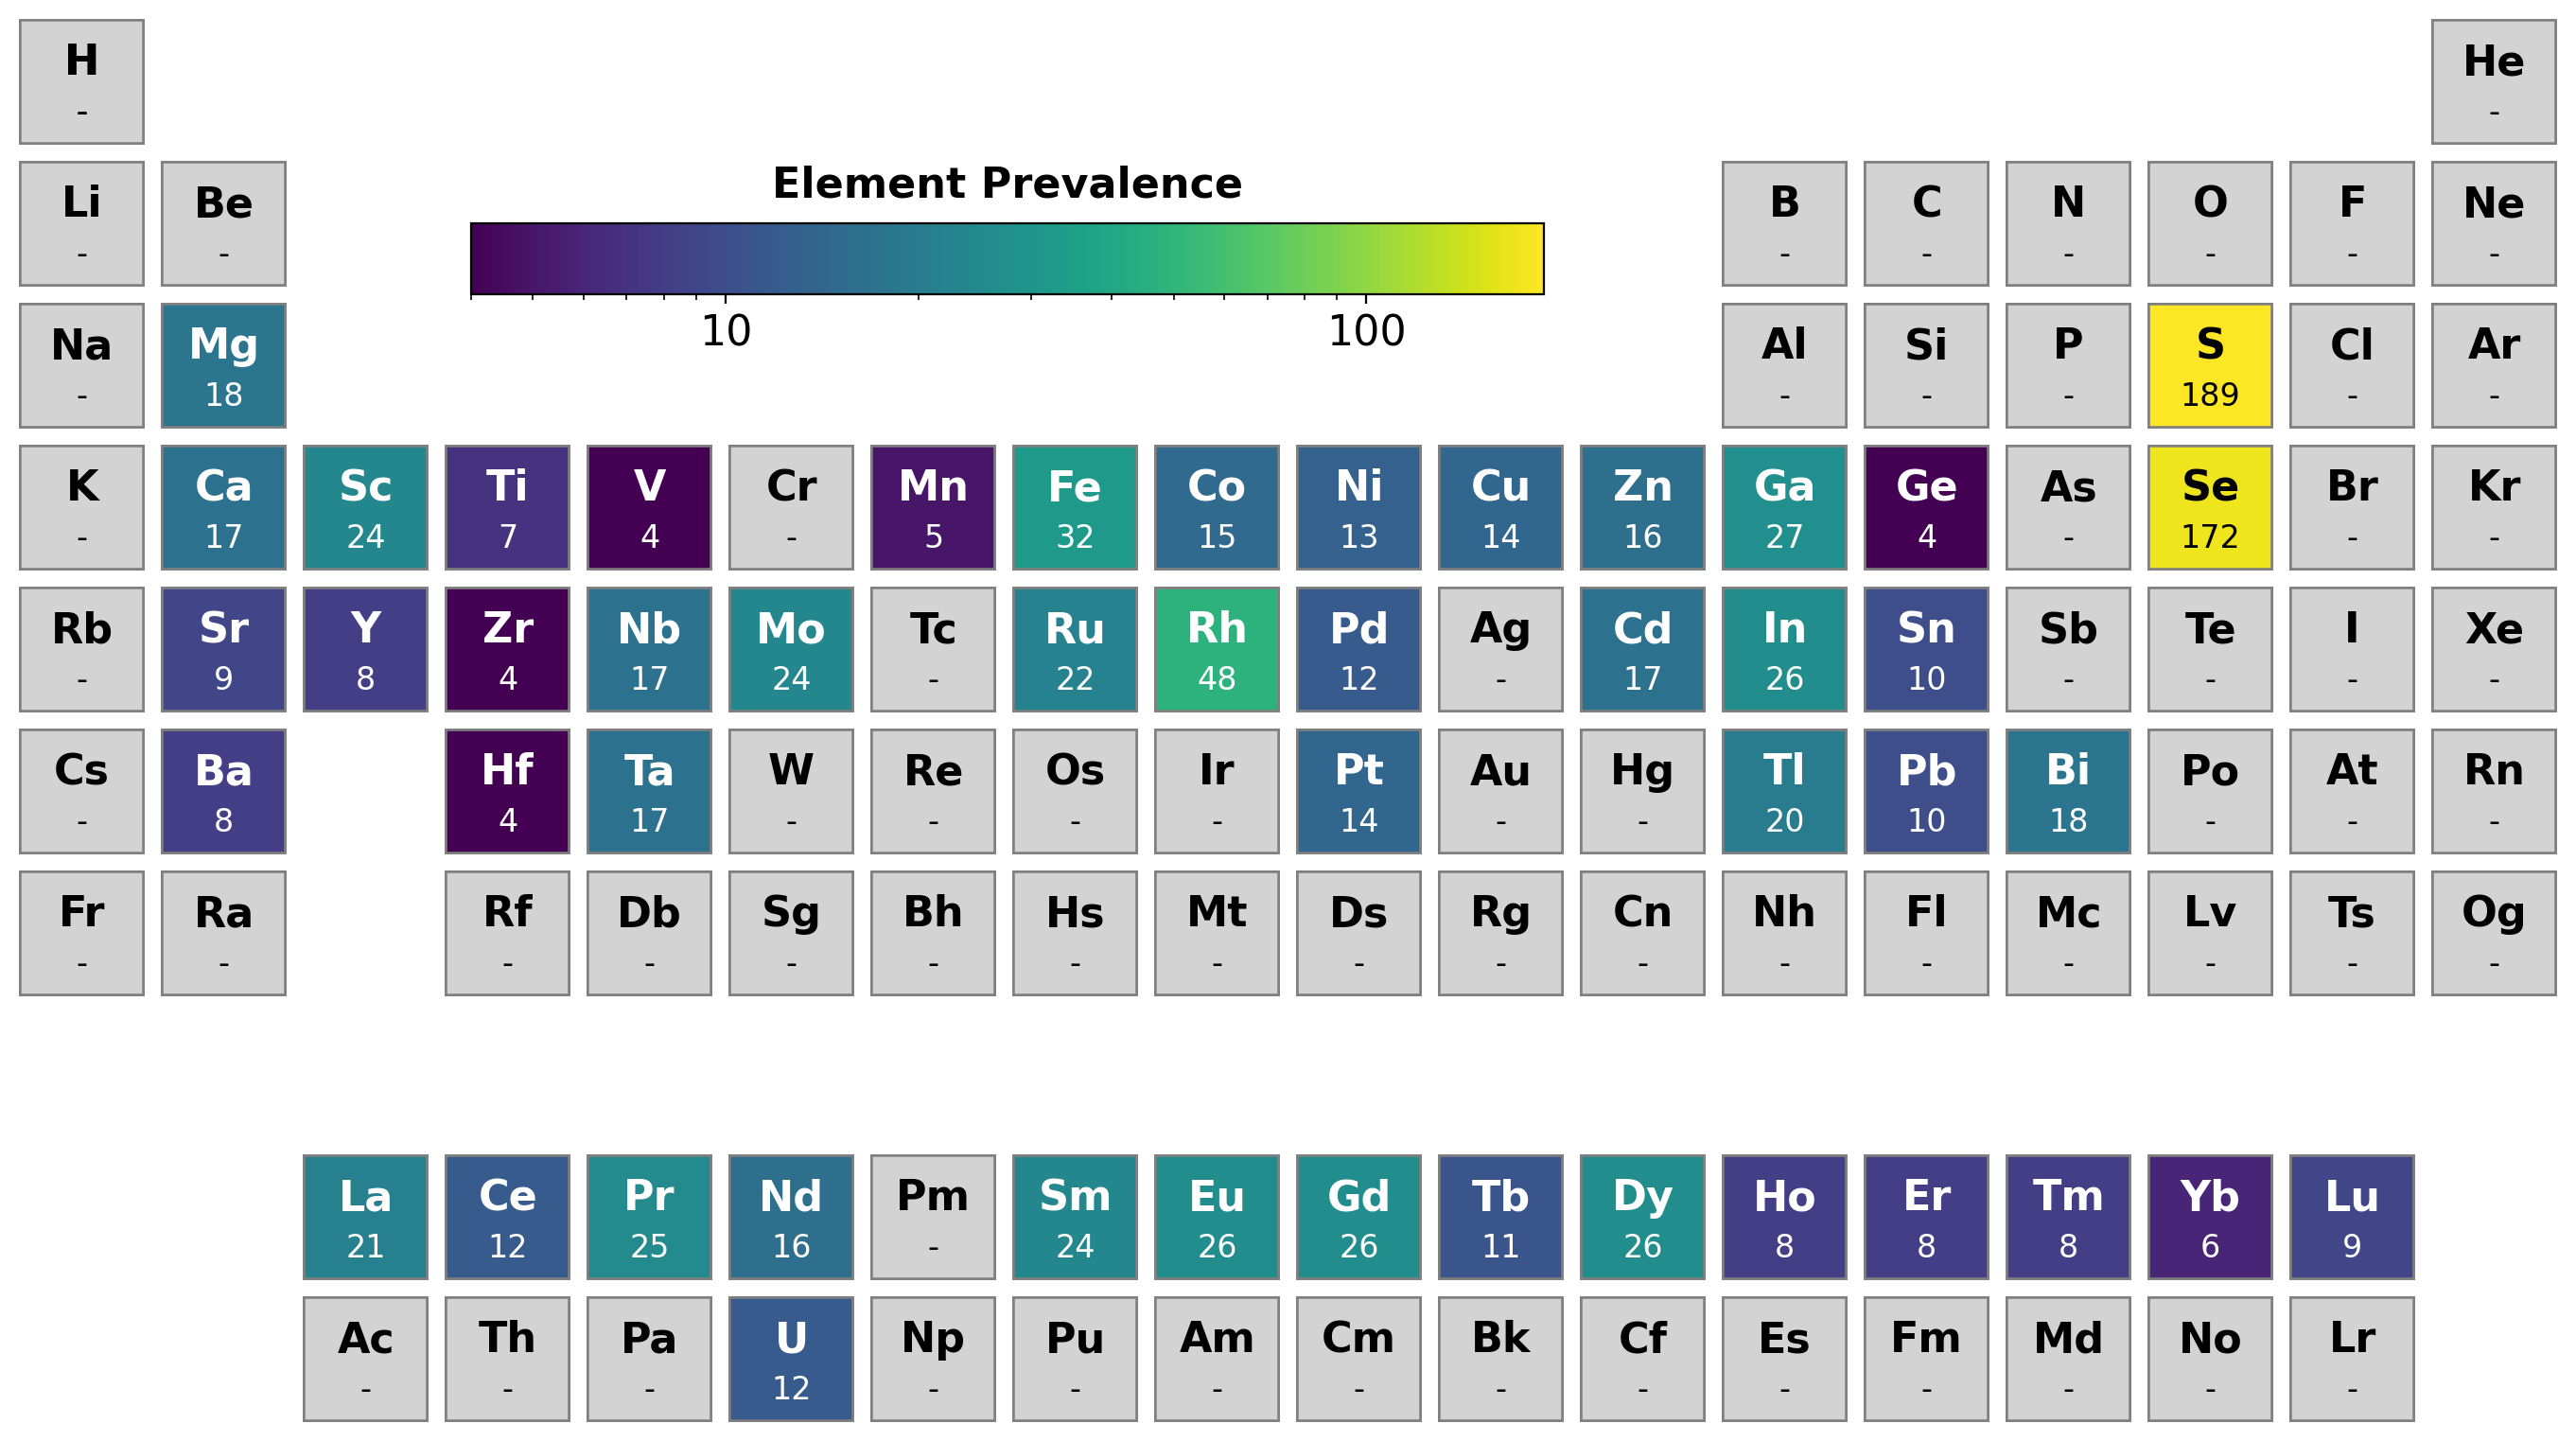 H He
- -
Element Prevalence
Li Be B C N O F Ne
- - - - - - - -
10 100
Na Mg Al Si P S Cl Ar
- 18 - - - 189 - -
K Ca Sc Ti V Cr Mn Fe Co Ni Cu Zn Ga Ge As Se Br Kr
- 17 24 7 4 - 5 32 15 13 14 16 27 4 - 172 - -
Rb Sr Y Zr Nb Mo Tc Ru Rh Pd Ag Cd In Sn Sb Te I Xe
- 9 8 4 17 24 - 22 48 12 - 17 26 10 - - - -
Cs Ba Hf Ta W Re Os Ir Pt Au Hg Tl Pb Bi Po At Rn
- 8 4 17 - - - - 14 - - 20 10 18 - - -
Fr Ra Rf Db Sg Bh Hs Mt Ds Rg Cn Nh Fl Mc Lv Ts Og
- - - - - - - - - - - - - - - - -
La Ce Pr Nd Pm Sm Eu Gd Tb Dy Ho Er Tm Yb Lu
21 12 25 16 - 24 26 26 11 26 8 8 8 6 9
Ac Th Pa U Np Pu Am Cm Bk Cf Es Fm Md No Lr
- - - 12 - - - - - - - - - - -